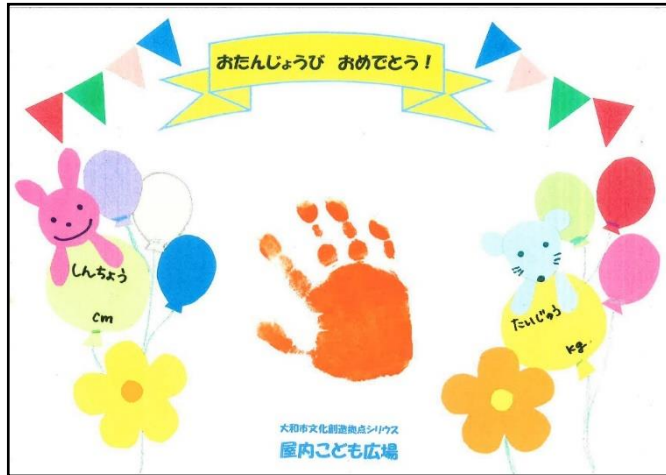 おたんじょうび おめでとう！
しんちょう
cm
たいじゅう
kg
大和市文化創造拠点シリウス
屋内こども広場